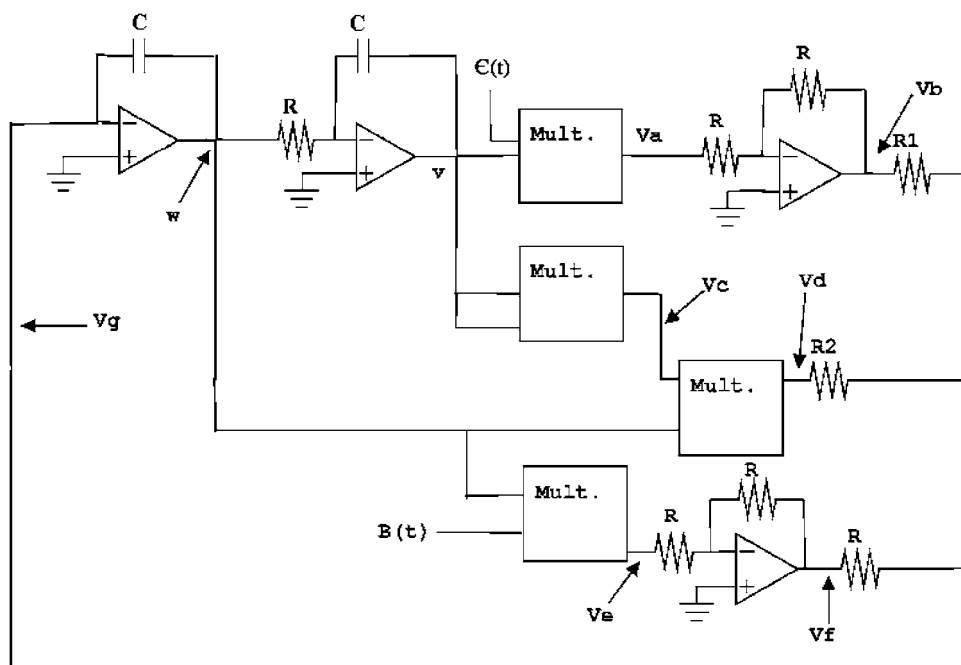 C
C
Є(t)
R
R
Vb
Mult.
Va
R
R1
−
+
−
+
−
+
v
w
Mult.
Vc
Vd
Vg
R2
Mult.
Mult.
R
B(t)
R
R
−
+
Ve
Vf